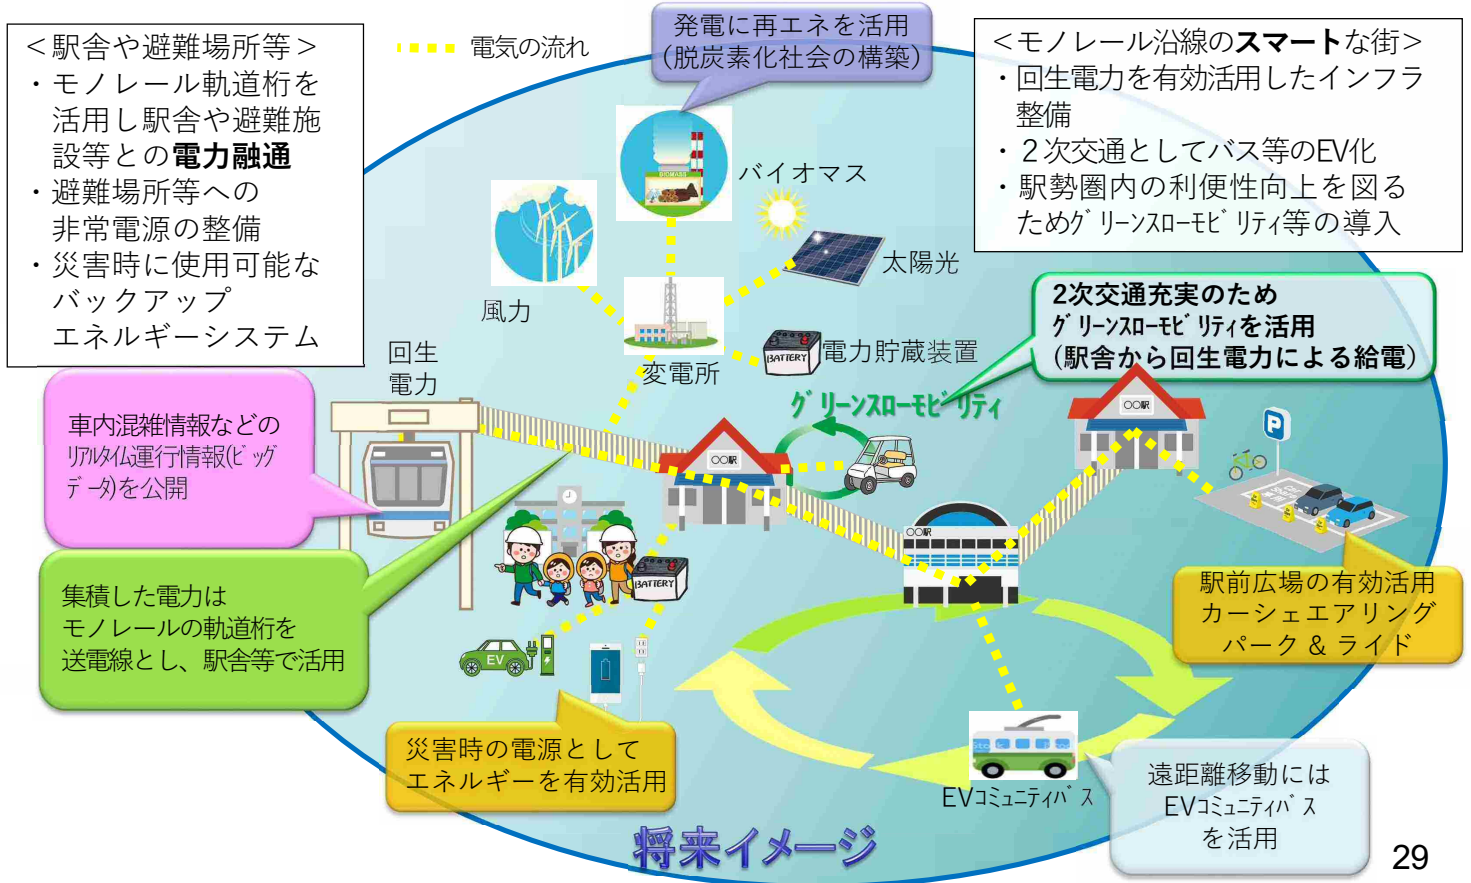 ＜駅舎や避難場所等＞
・モノレール軌道桁を
活用し駅舎や避難施
設等との電力融通
・避難場所等への
非常電源の整備
・災害時に使用可能な
バックアップ
エネルギーシステム
電気の流れ
発電に再エネを活用
(脱炭素化社会の構築)
＜モノレール沿線のスマートな街＞
・回生電力を有効活用したインフラ
整備
・２次交通としてバス等のEV化
・駅勢圏内の利便性向上を図る
ためｸﾞﾘｰﾝｽﾛｰﾓﾋﾞﾘﾃｨ等の導入
BIOMASS
バイオマス
風力
太陽光
変電所
BATTERY
電力貯蔵装置
2次交通充実のため
ｸﾞﾘｰﾝｽﾛｰﾓﾋﾞﾘﾃｨを活用
(駅舎から回生電力による給電)
回生
電力
ｸﾞﾘｰﾝｽﾛｰﾓﾋﾞﾘﾃｨ
車内混雑情報などの
ﾘｱﾙﾀｲﾑ運行情報(ﾋﾞｯｸﾞ
ﾃﾞｰﾀ)を公開
〇〇駅
〇〇駅
〇〇駅
P
集積した電力は
モノレールの軌道桁を
送電線とし、駅舎等で活用
BATTERY
EV
駅前広場の有効活用
カーシェエアリング
パーク＆ライド
災害時の電源として
エネルギーを有効活用
EVｺﾐｭﾆﾃｨﾊﾞｽ
遠距離移動には
EVｺﾐｭﾆﾃｨﾊﾞｽ
を活用
将来イメージ
29